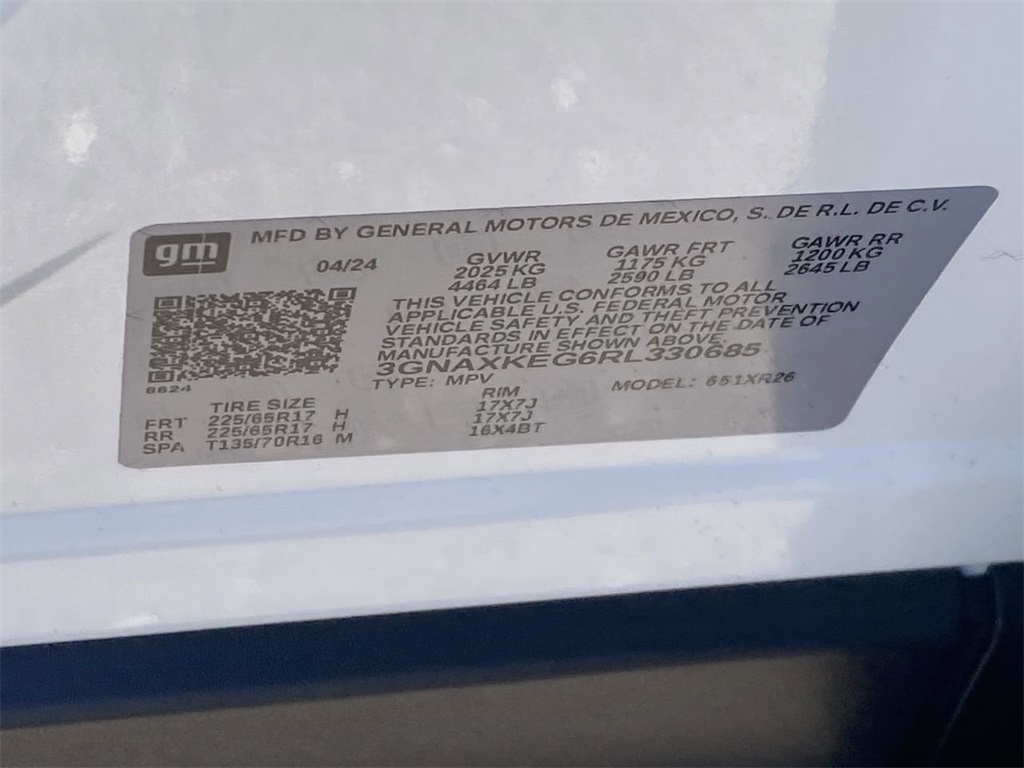 gm MFD BY GENERAL MOTORS DE MEXICO, S. DE R.L. DE C.V.
04/24 GVWR GAWR FRT GAWR RR
2025 KG 1175 KG 1200 KG
4464 LB 2590 LB 2645 LB
THIS VEHICLE CONFORMS TO ALL
APPLICABLE U.S. FEDERAL MOTOR
VEHICLE SAFETY, AND THEFT PREVENTION
STANDARDS IN EFFECT ON THE DATE OF
MANUFACTURE SHOWN ABOVE.
3GNAXKEG6RL330685
6624
TYPE: MPV MODEL: 651XR26
TIRE SIZE RIM
FRT 225/65R17 H 17X7J
RR 225/65R17 H 17X7J
SPA T135/70R16 M 16X4BT